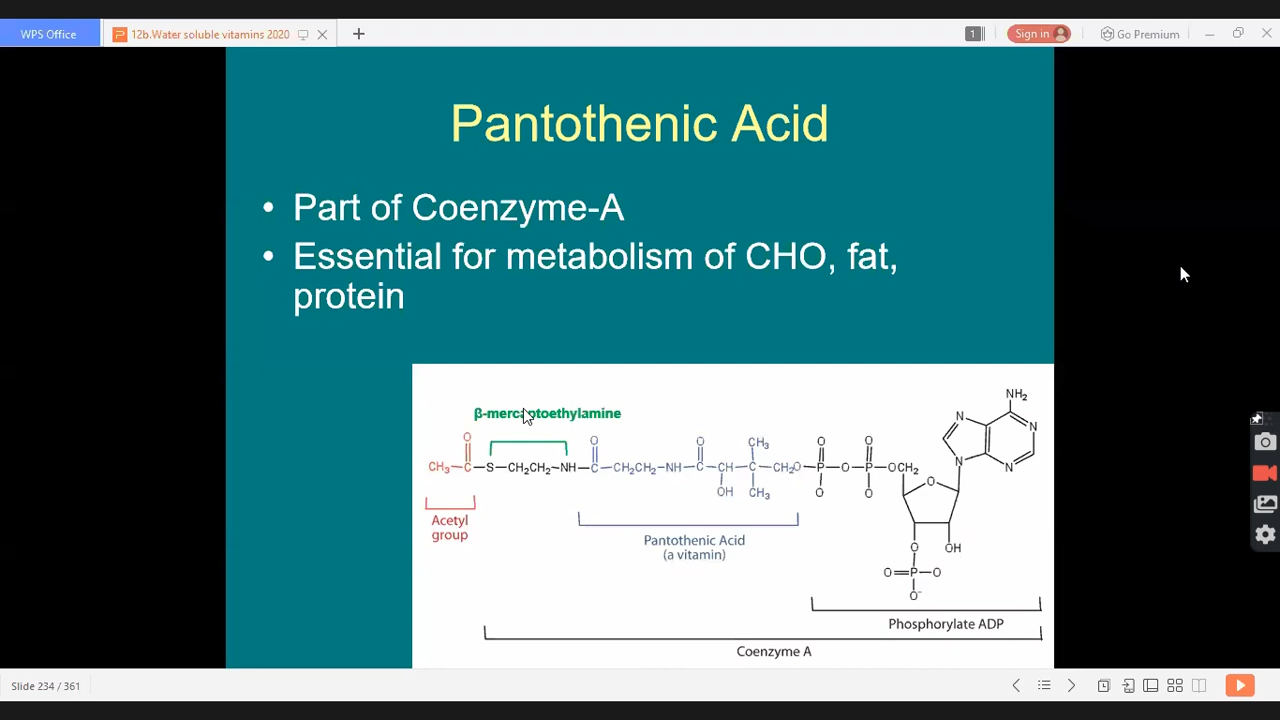 WPS Office
12b.Water soluble vitamins 2020
1
Sign in
Go Premium
Pantothenic Acid
• Part of Coenzyme-A
• Essential for metabolism of CHO, fat,
protein
β-mercaptoethylamine
NH₂
N N
N N
O O O CH₃ O O
CH₃-C-S-CH₂CH₂-NH-C-CH₂CH₂-NH-C-CH-C-CH₂O-P-O-P-OCH₂ O
O O
OH CH₃
Acetyl
group
Pantothenic Acid
(a vitamin)
O OH
O=P-O
O⁻
Phosphorylate ADP
Coenzyme A
Slide 234 / 361